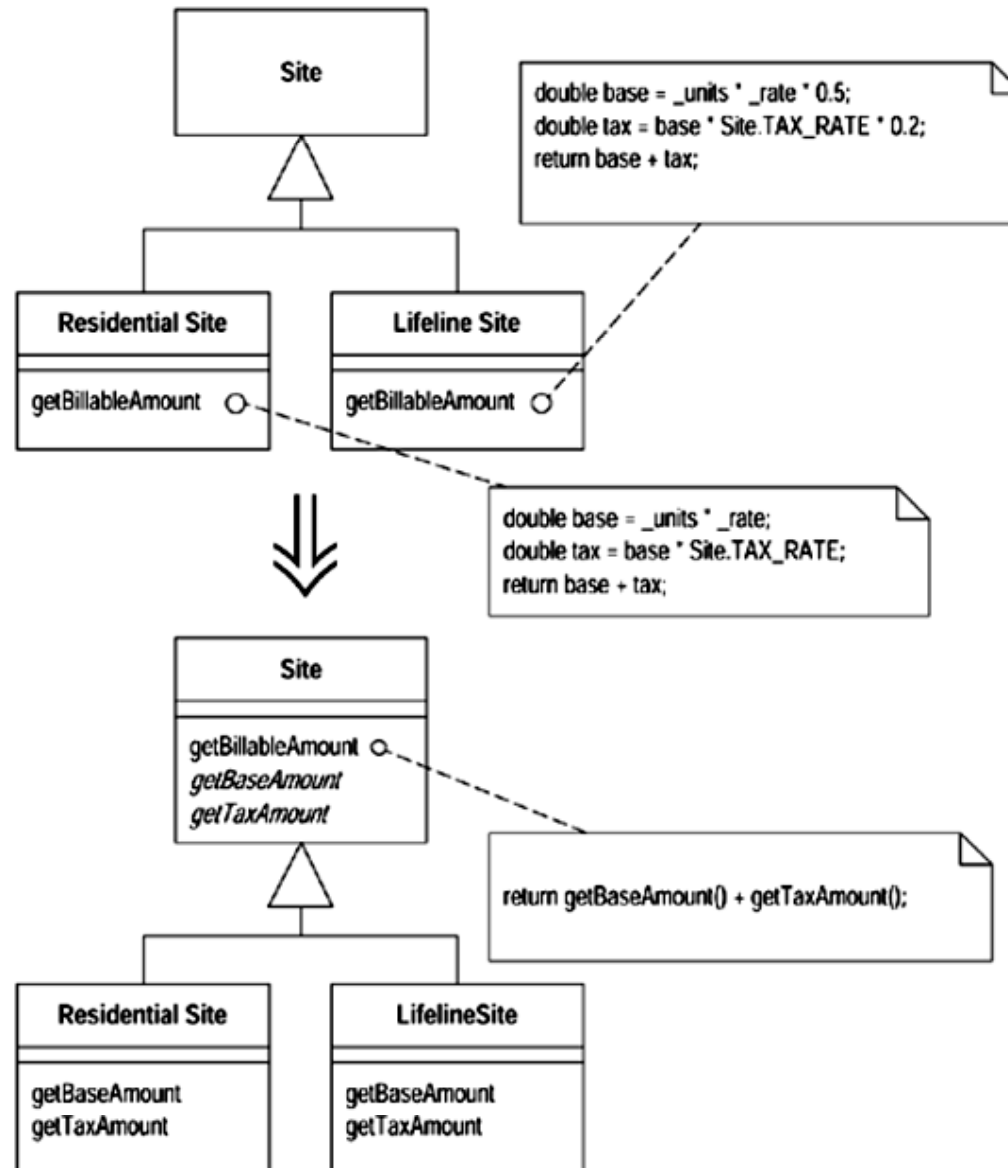 Site
double base = _units * _rate * 0.5;
double tax = base * Site.TAX_RATE * 0.2;
return base + tax;
Residential Site
getBillableAmount
Lifeline Site
getBillableAmount
double base = _units * _rate;
double tax = base * Site.TAX_RATE;
return base + tax;
Site
getBillableAmount
getBaseAmount
getTaxAmount
return getBaseAmount() + getTaxAmount();
Residential Site
getBaseAmount
getTaxAmount
LifelineSite
getBaseAmount
getTaxAmount